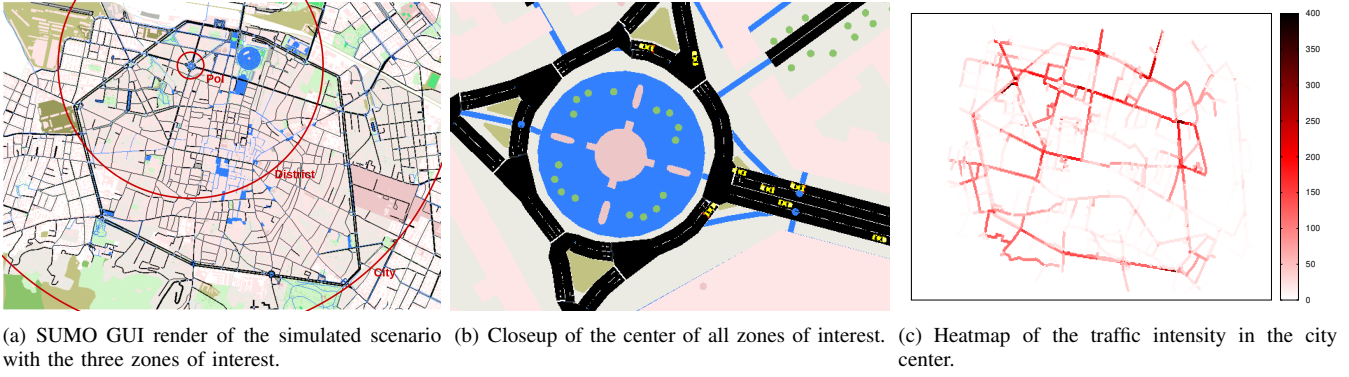 PoI
District
City
400
350
300
250
200
150
100
50
0
(a) SUMO GUI render of the simulated scenario
with the three zones of interest.
(b) Closeup of the center of all zones of interest.
(c) Heatmap of the traffic intensity in the city
center.